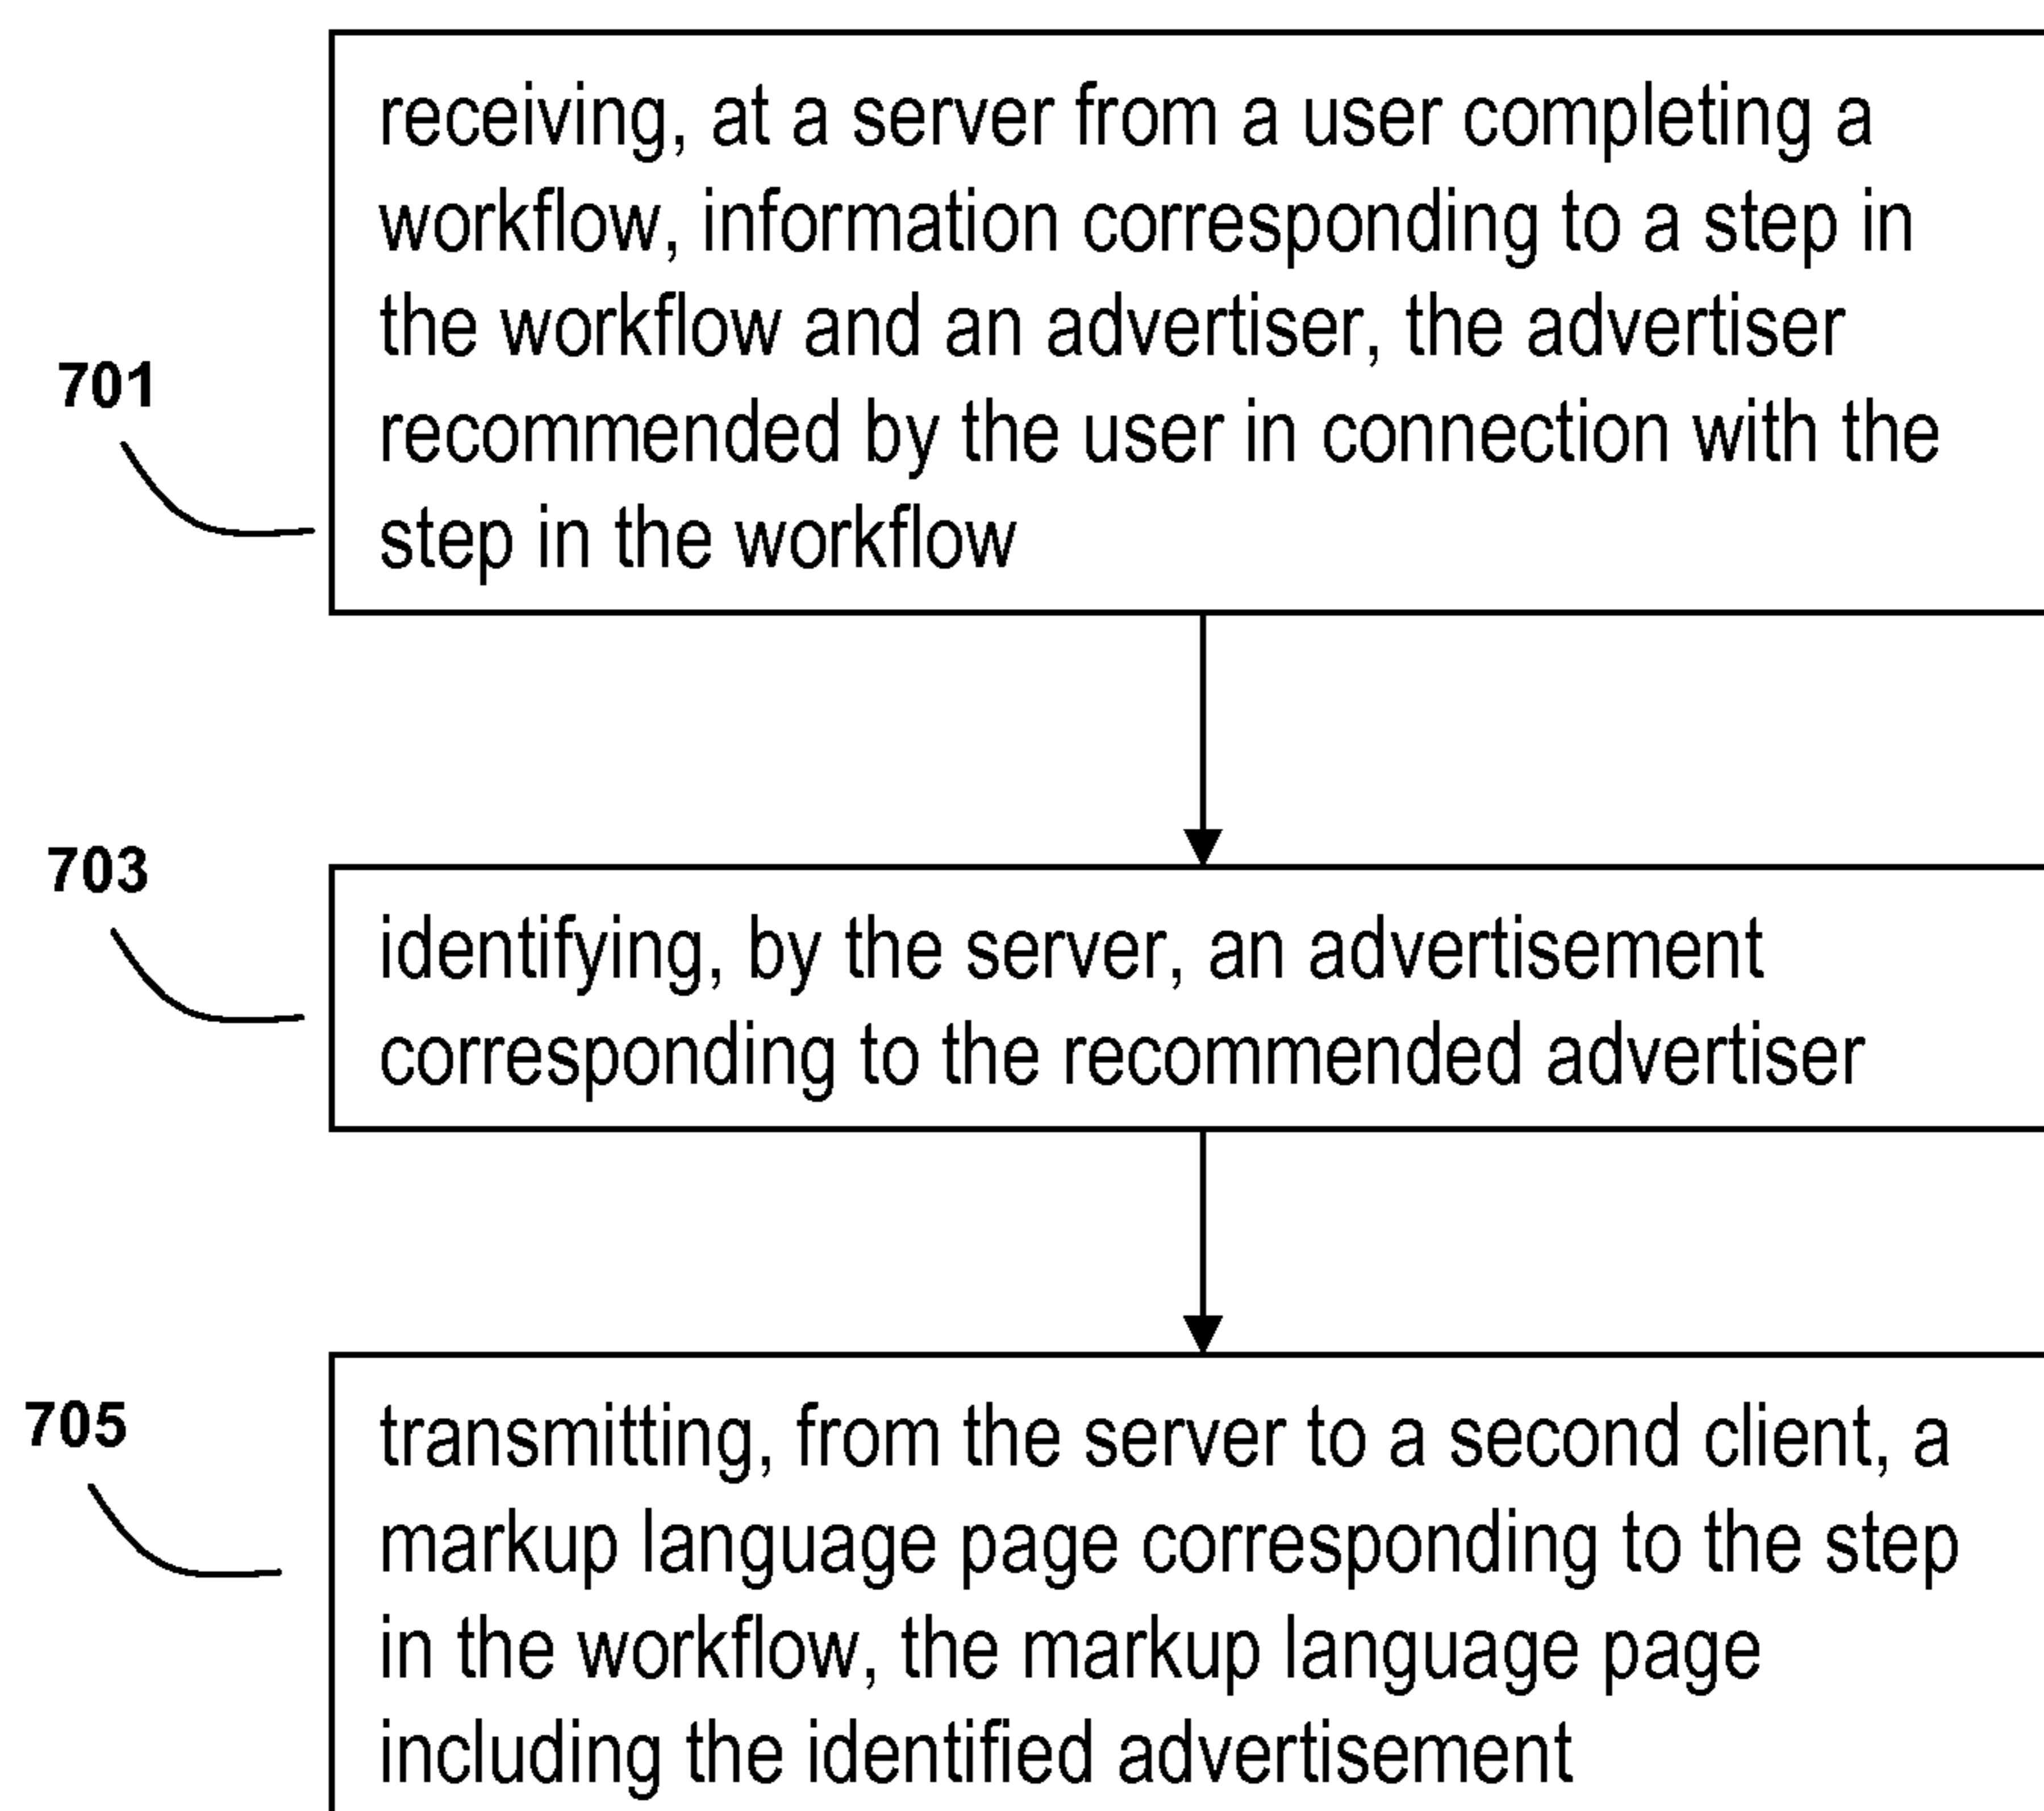 receiving, at a server from a user completing a
workflow, information corresponding to a step in
the workflow and an advertiser, the advertiser
recommended by the user in connection with the
step in the workflow
701
identifying, by the server, an advertisement
corresponding to the recommended advertiser
703
transmitting, from the server to a second client, a
markup language page corresponding to the step
in the workflow, the markup language page
including the identified advertisement
705